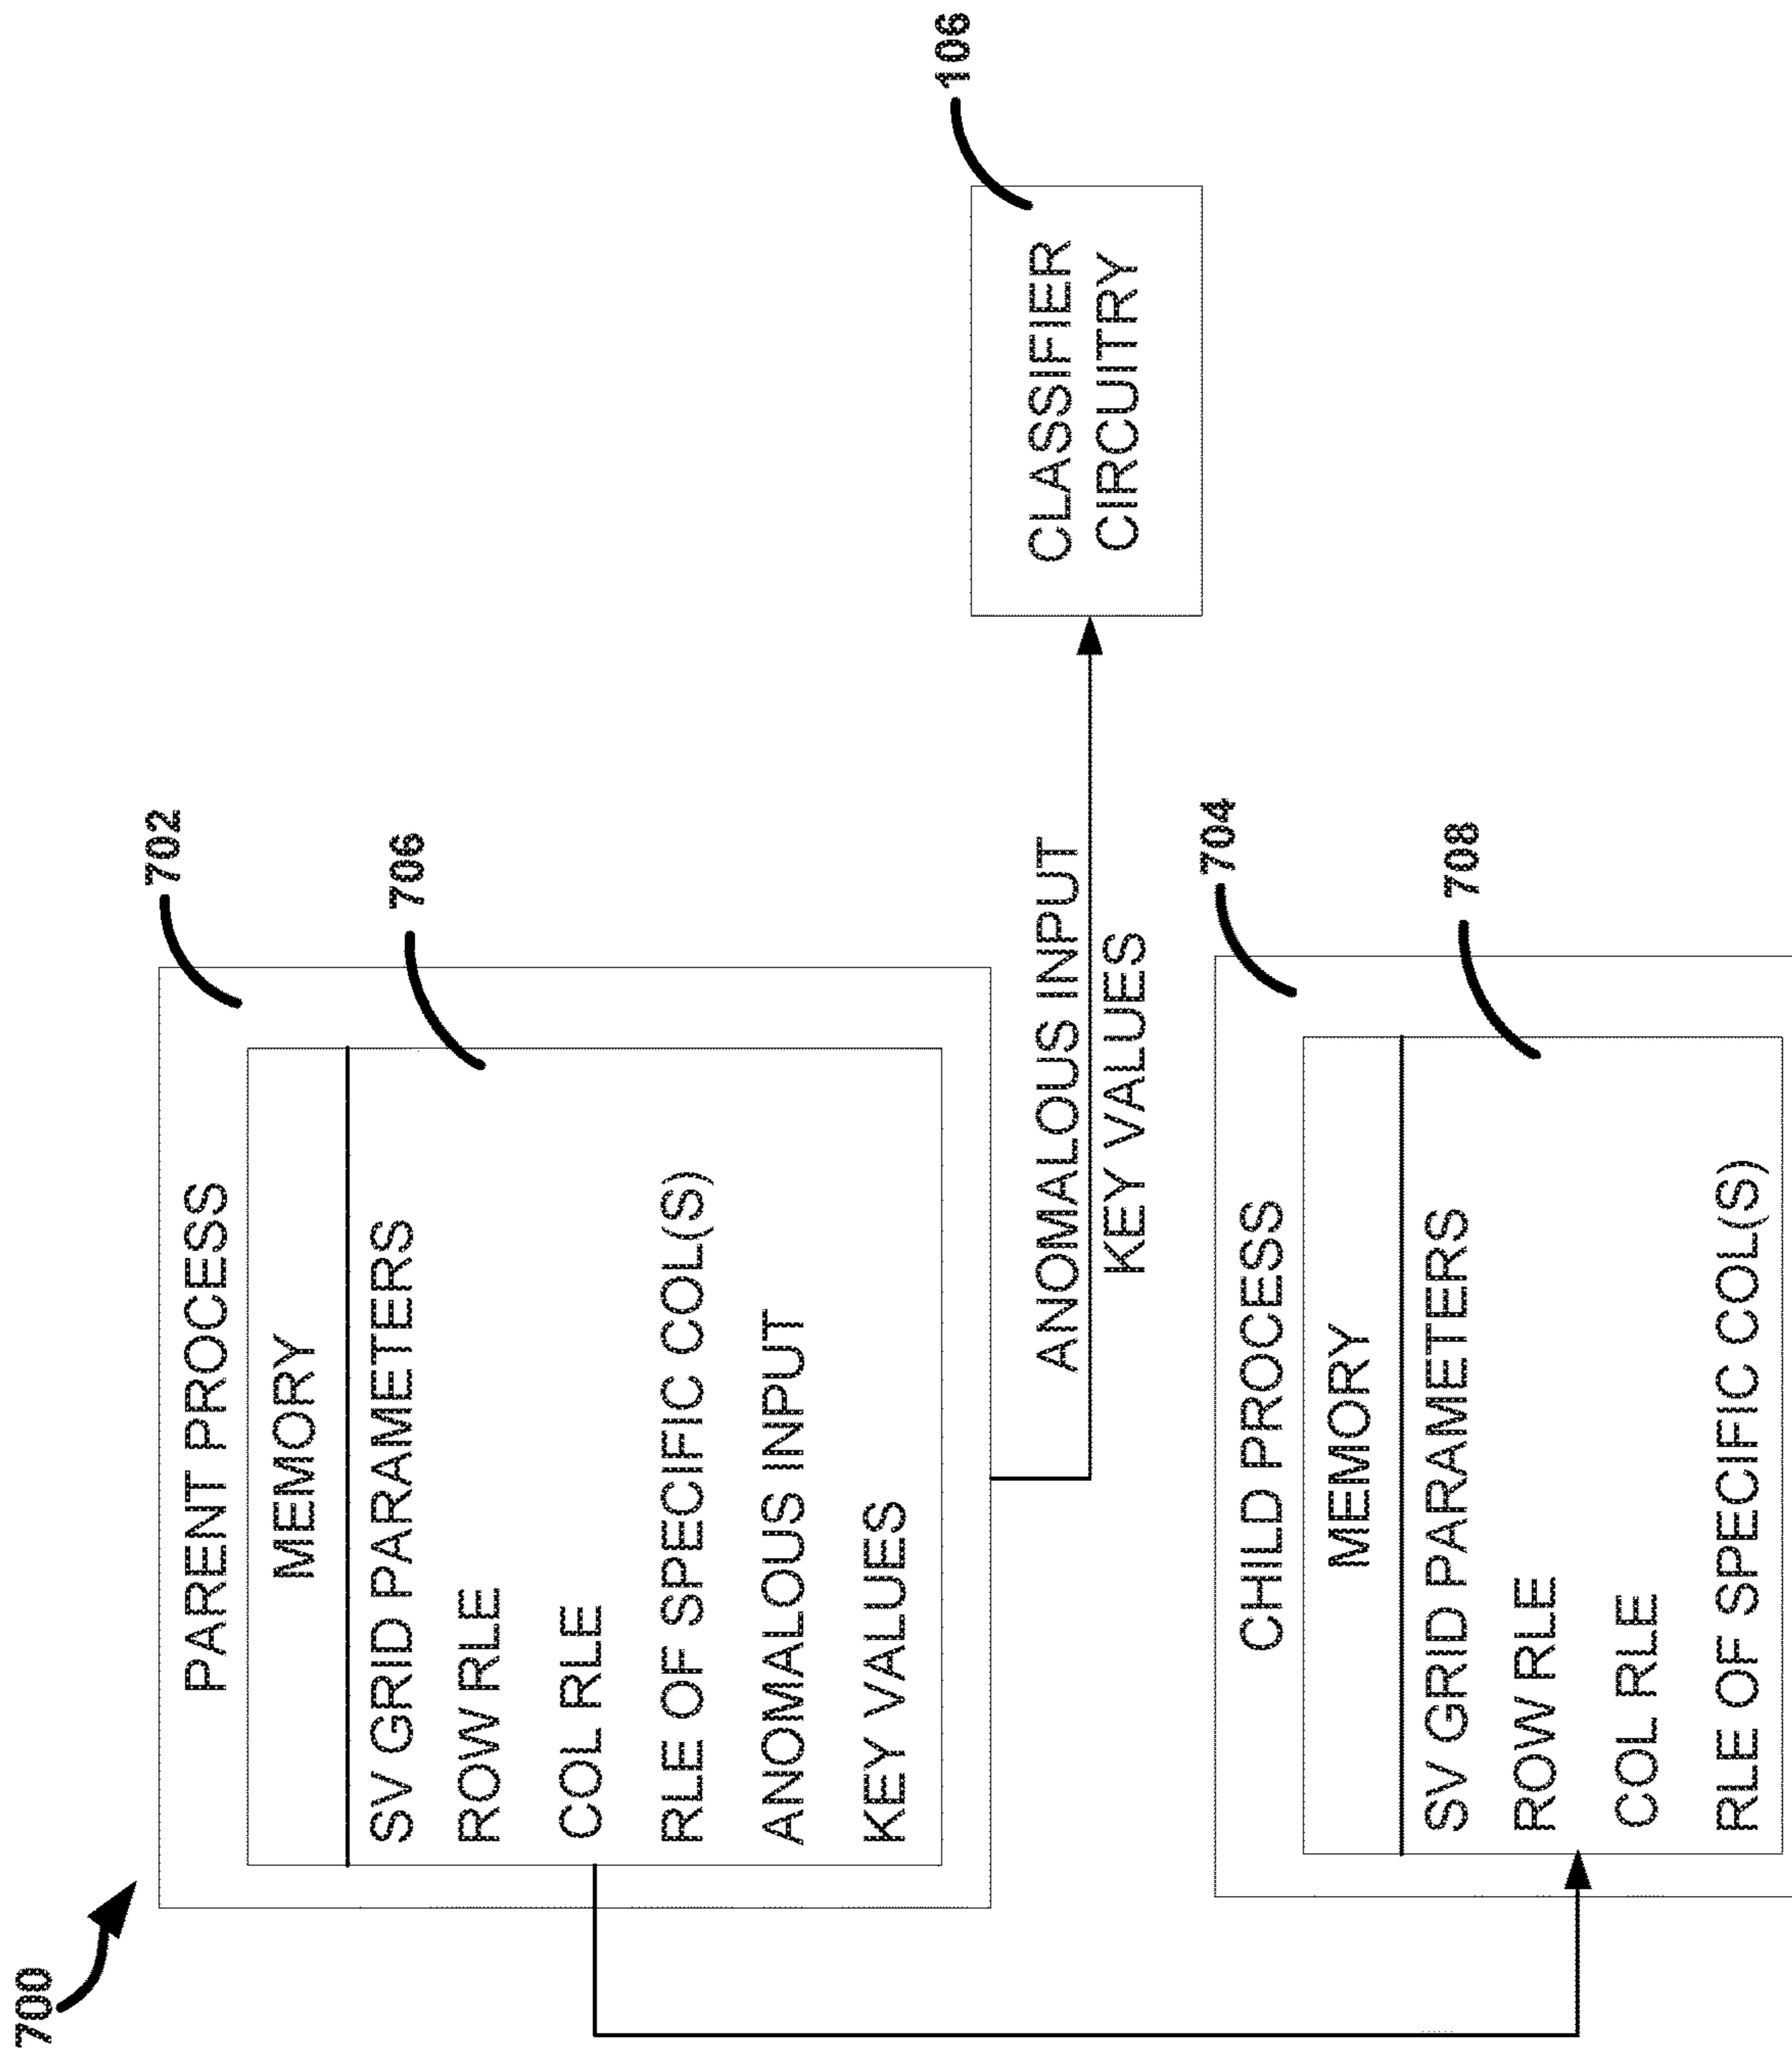 700
702
PARENT PROCESS
706
MEMORY
SV GRID PARAMETERS
ROW RLE
COL RLE
RLE OF SPECIFIC COL(S)
ANOMALOUS INPUT
KEY VALUES
ANOMALOUS INPUT
KEY VALUES
106
CLASSIFIER
CIRCUITRY
704
CHILD PROCESS
708
MEMORY
SV GRID PARAMETERS
ROW RLE
COL RLE
RLE OF SPECIFIC COL(S)